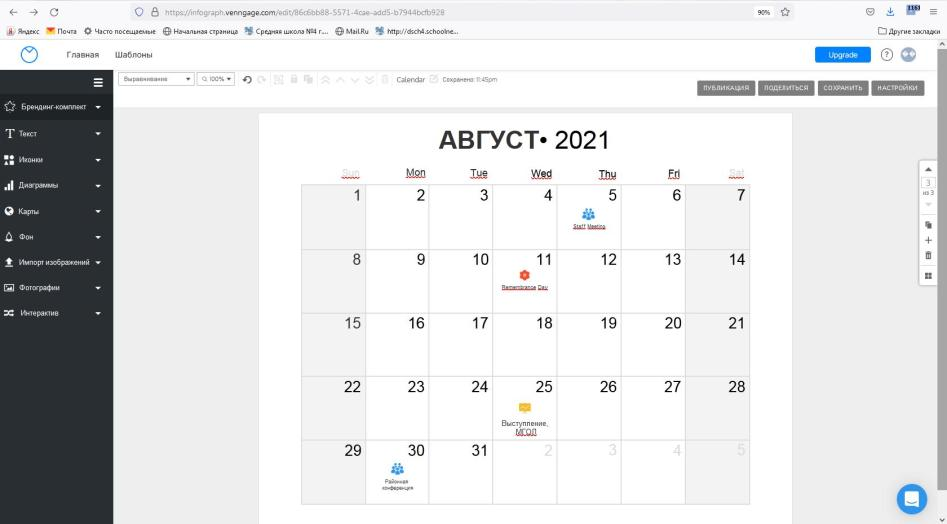 https://infograph.venngage.com/edit/86c6bb88-5571-4cae-add5-b7944bcfb928
90%
1168
Яндекс Почта Часто посещаемые Начальная страница Средняя школа №4 г.... Mail.Ru http://dsch4.schoolne...
Другие закладки
Главная Шаблоны
Upgrade
?
Выравнивание 100% Calendar Сохранено: 11:45pm
ПУБЛИКАЦИЯ ПОДЕЛИТЬСЯ СОХРАНИТЬ НАСТРОЙКИ
Брендинг-комплект
Текст
Иконки
Диаграммы
Карты
Фон
Импорт изображений
Фотографии
Интерактив
АВГУСТ• 2021
Sun Mon Tue Wed Thu Fri Sat
1 2 3 4 5 6 7
Staff Meeting
8 9 10 11 12 13 14
Remembrance Day
15 16 17 18 19 20 21
22 23 24 25 26 27 28
Выступление,
МГОЛ
29 30 31 2 3 4 5
Районная
конференция
3
из 3